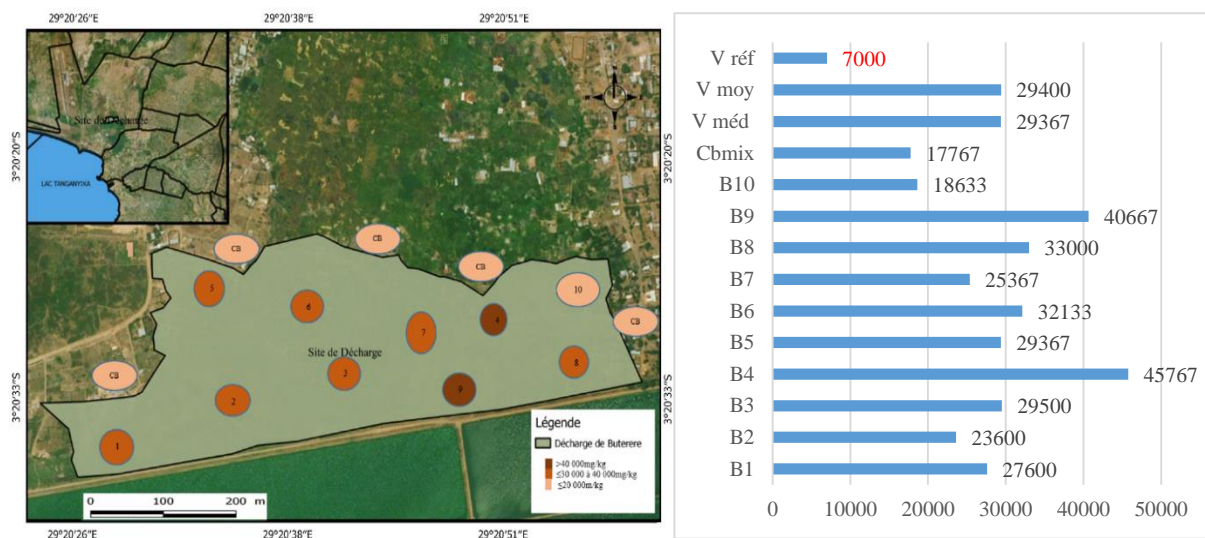 29°20'26"E 29°20'38"E 29°20'51"E
Site de Décharge
LAC TANGANYIKA
3°20'20"S 3°20'20"S
CB
CB
CB
5
10
6
CB
4
7
Site de Décharge
8
3
CB
9
2
3°20'33"S 3°20'33"S
1
Légende
Décharge de Buterere
>40 000mg/kg
≤30 000 à 40 000mg/kg
≤20 000m/kg
0 100 200 m
29°20'26"E 29°20'38"E 29°20'51"E
V réf 7000
V moy 29400
V méd 29367
Cbmix 17767
B10 18633
B9 40667
B8 33000
B7 25367
B6 32133
B5 29367
B4 45767
B3 29500
B2 23600
B1 27600
0 10000 20000 30000 40000 50000